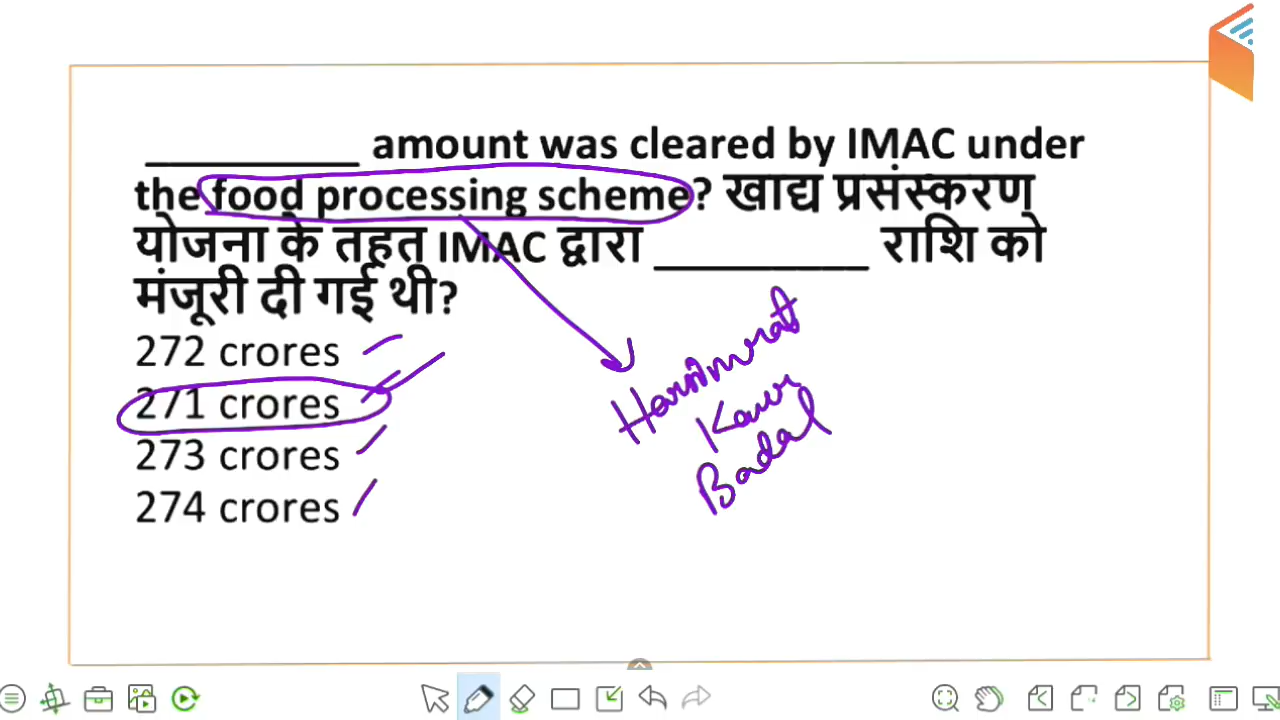 __________ amount was cleared by IMAC under
the food processing scheme? खाद्य प्रसंस्करण
योजना के तहत IMAC द्वारा __________ राशि को
मंजूरी दी गई थी?
272 crores
271 crores
273 crores
274 crores
Harsimrat
Kaur
Badal